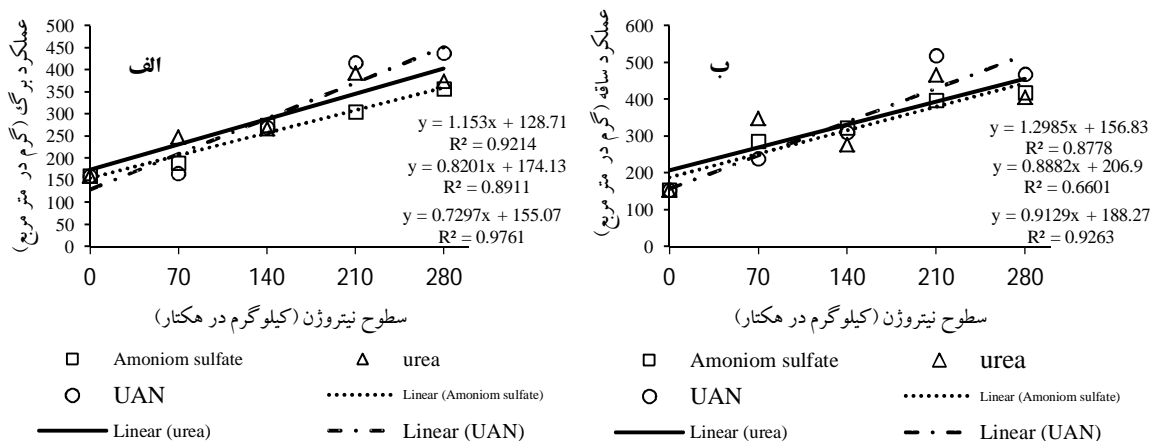 عملکرد برگ (گرم در متر مربع)
500
450
400
350
300
250
200
150
100
50
0
الف
y = 1.153x + 128.71
R² = 0.9214
y = 0.8201x + 174.13
R² = 0.8911
y = 0.7297x + 155.07
R² = 0.9761
0 70 140 210 280
سطوح نیتروژن (کیلوگرم در هکتار)
Amoniom sulfate
urea
UAN
Linear (Amoniom sulfate)
Linear (urea)
Linear (UAN)
عملکرد ساقه (گرم در متر مربع)
600
500
400
300
200
100
0
ب
y = 1.2985x + 156.83
R² = 0.8778
y = 0.8882x + 206.9
R² = 0.6601
y = 0.9129x + 188.27
R² = 0.9263
0 70 140 210 280
سطوح نیتروژن (کیلوگرم در هکتار)
Amoniom sulfate
urea
UAN
Linear (Amoniom sulfate)
Linear (urea)
Linear (UAN)